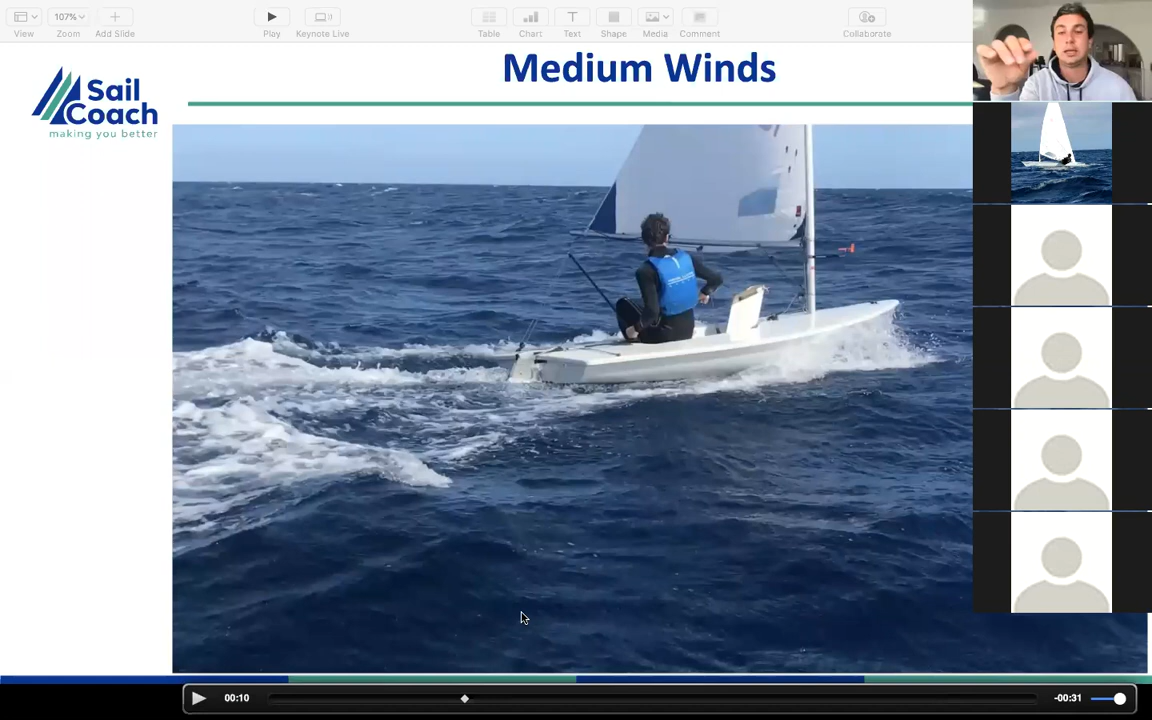 107%
View
Zoom
Add Slide
Play
Keynote Live
Table
Chart
Text
Shape
Media
Comment
Collaborate
Medium Winds
Sail
Coach
making you better
00:10
-00:31